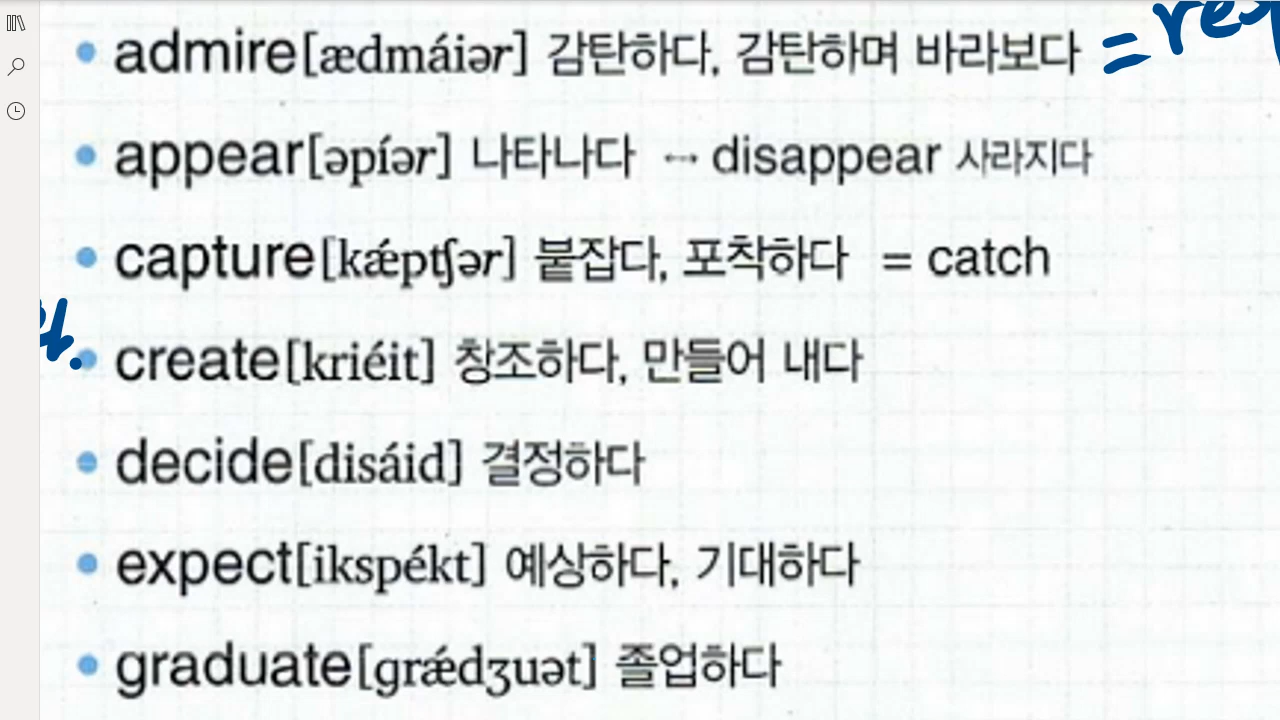 admire[ædmáiər] 감탄하다, 감탄하며 바라보다 =
appear[əpíər] 나타나다 ↔ disappear 사라지다
capture[kǽptʃər] 붙잡다, 포착하다 = catch
create[kriéit] 창조하다, 만들어 내다
decide[disáid] 결정하다
expect[ikspékt] 예상하다, 기대하다
graduate[grǽdʒuət] 졸업하다